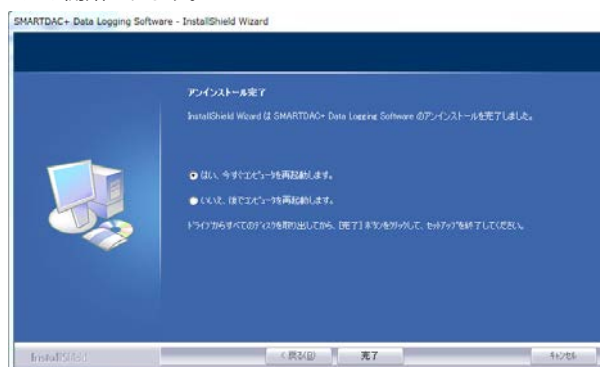 SMARTDAC+ Data Logging Software - InstallShield Wizard
アンインストール完了
InstallShield Wizard は SMARTDAC+ Data Logging Software のアンインストールを完了しました。
はい、今すぐコンピュータを再起動します。
いいえ、後でコンピュータを再起動します。
ドライブからすべてのディスクを取り出してから、[完了] ボタンをクリックして、セットアップを終了してください。
InstallShield
< 戻る(B)
完了
キャンセル